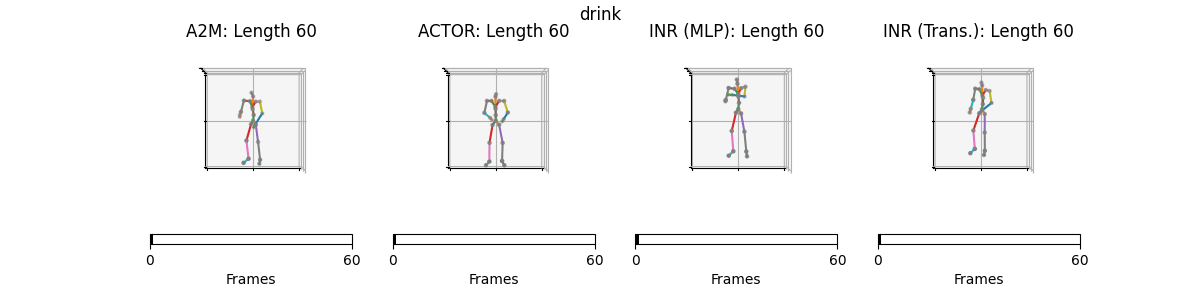 drink
A2M: Length 60
ACTOR: Length 60
INR (MLP): Length 60
INR (Trans.): Length 60
0 60
0 60
0 60
0 60
Frames
Frames
Frames
Frames